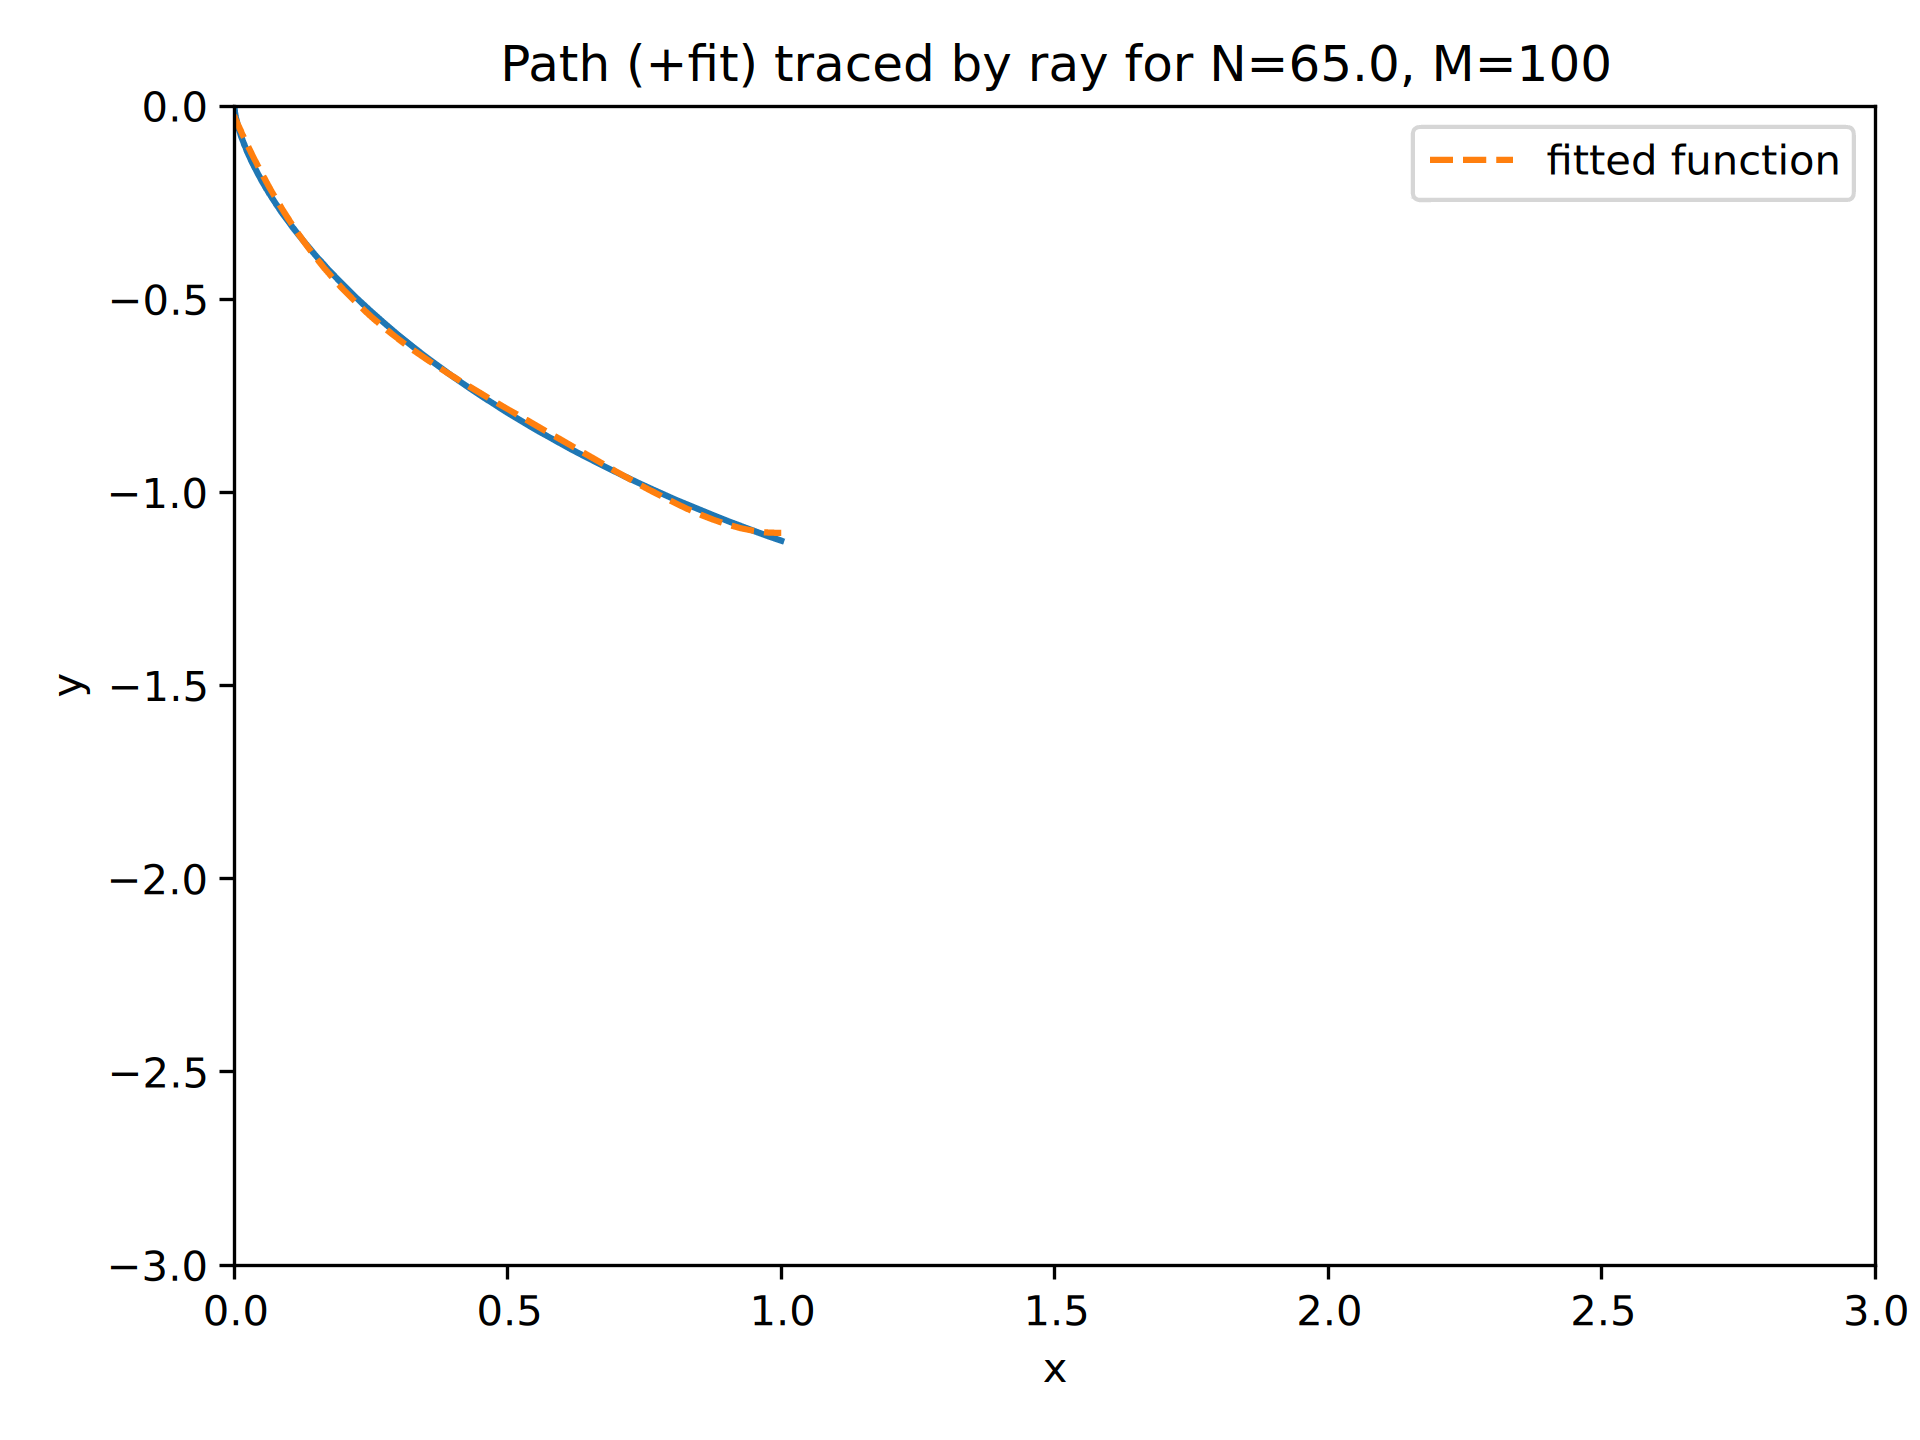 Path (+fit) traced by ray for N=65.0, M=100
fitted function
0.0
−0.5
−1.0
−1.5
−2.0
−2.5
−3.0
y
0.0 0.5 1.0 1.5 2.0 2.5 3.0
x